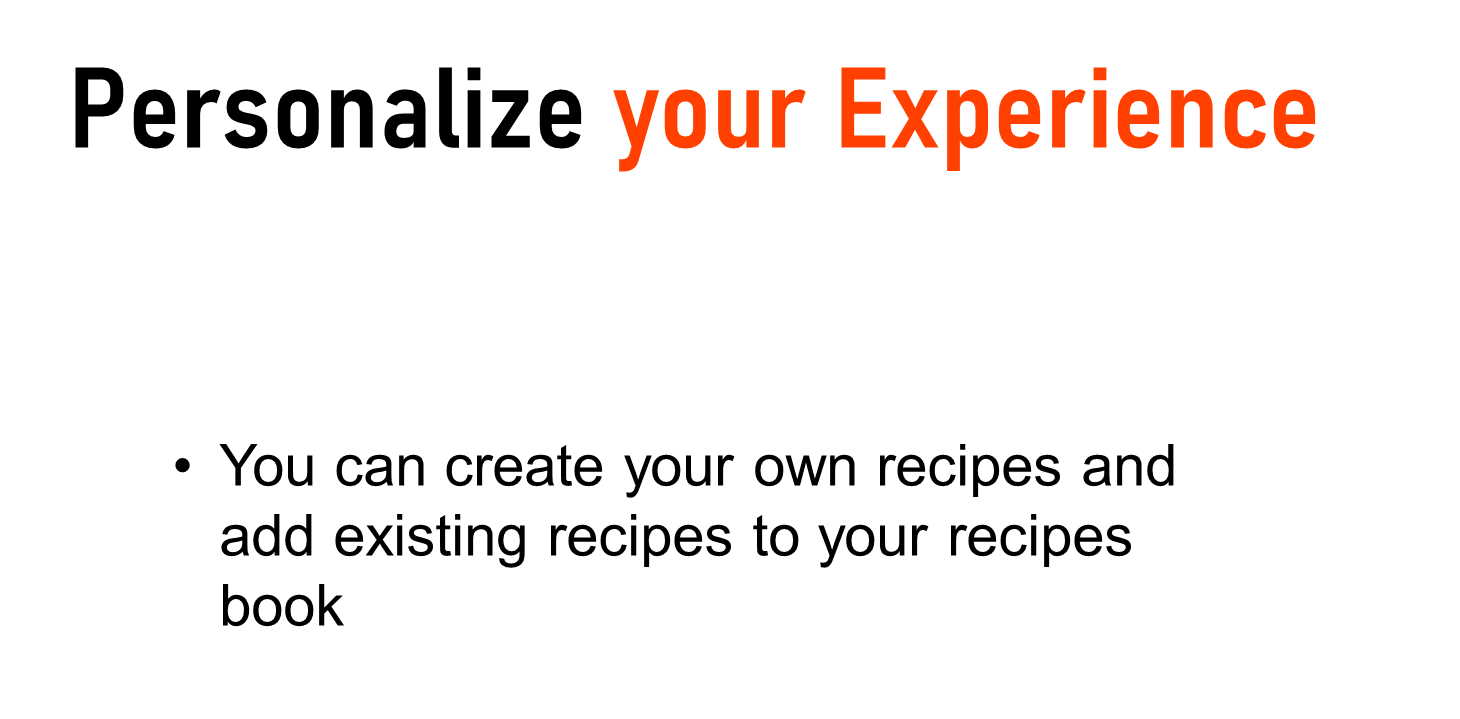 Personalize your Experience
• You can create your own recipes and
add existing recipes to your recipes
book